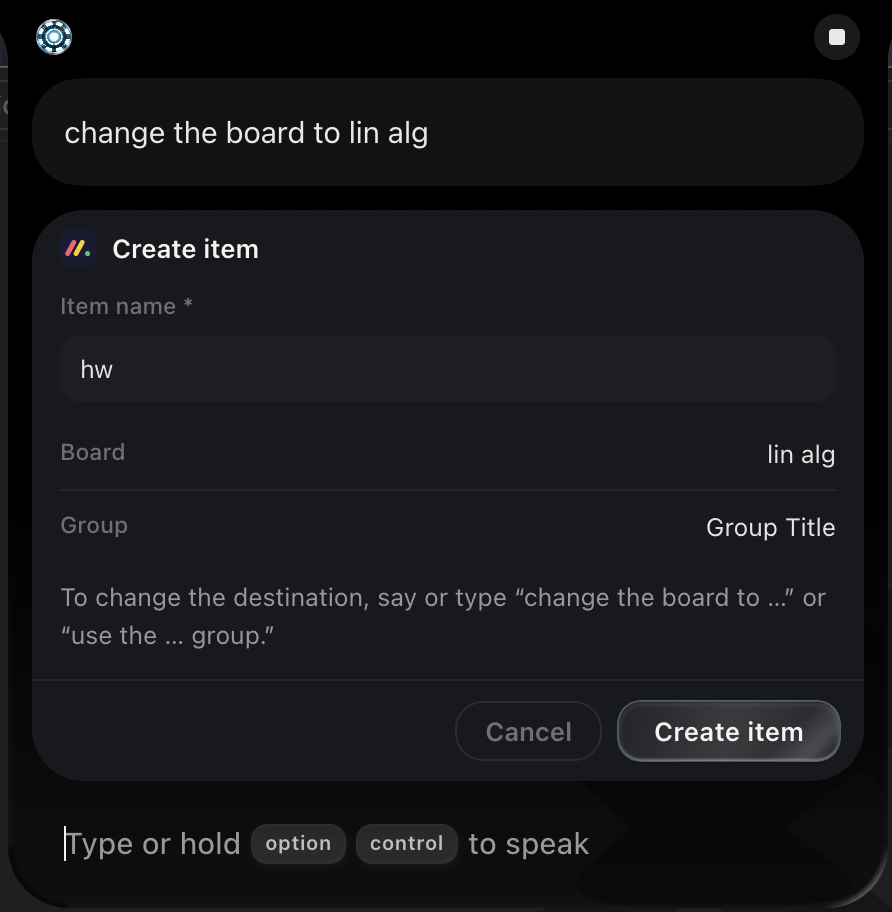 change the board to lin alg
Create item
Item name *
hw
Board
lin alg
Group
Group Title
To change the destination, say or type “change the board to ...” or
“use the ... group.”
Cancel
Create item
Type or hold option control to speak